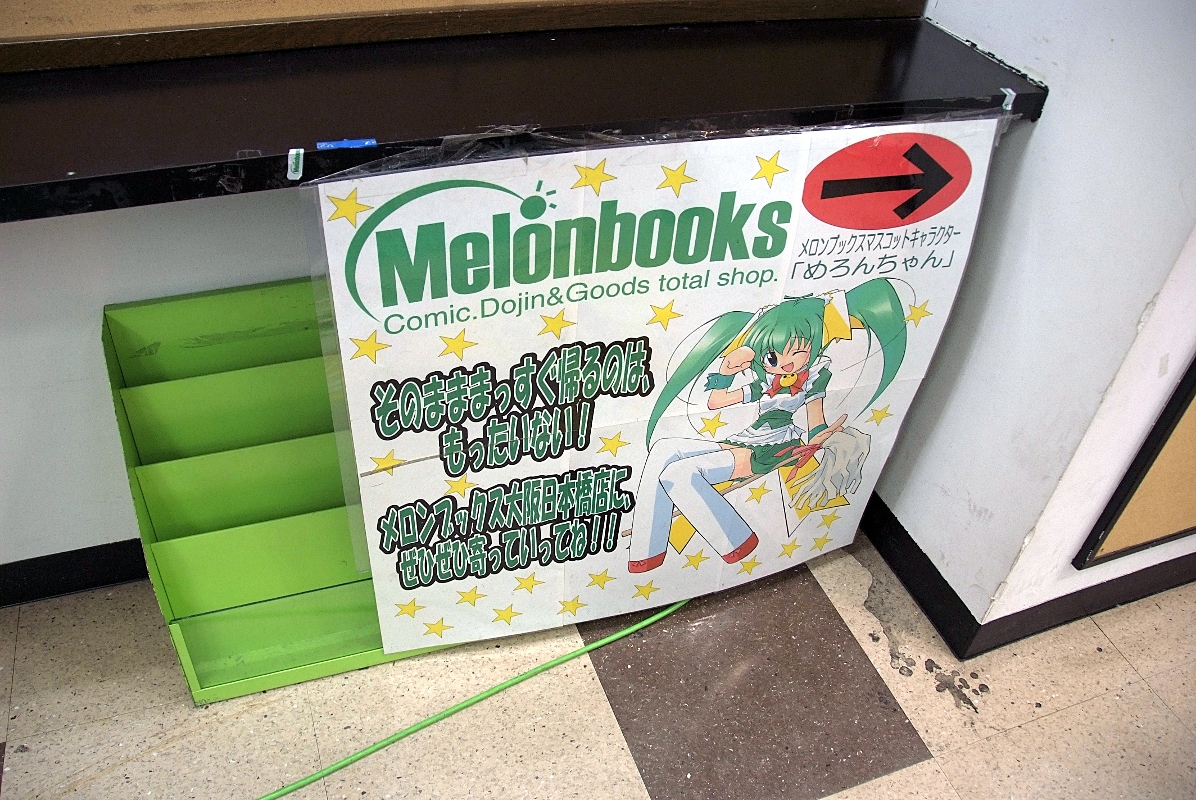 Melonbooks
Comic.Dojin&Goods total shop.
メロンブックスマスコットキャラクター
「めろんちゃん」
そのまままっすぐ帰るのは、
もったいない!
メロンブックス大阪日本橋店に、
ぜひぜひ寄っていってね!!